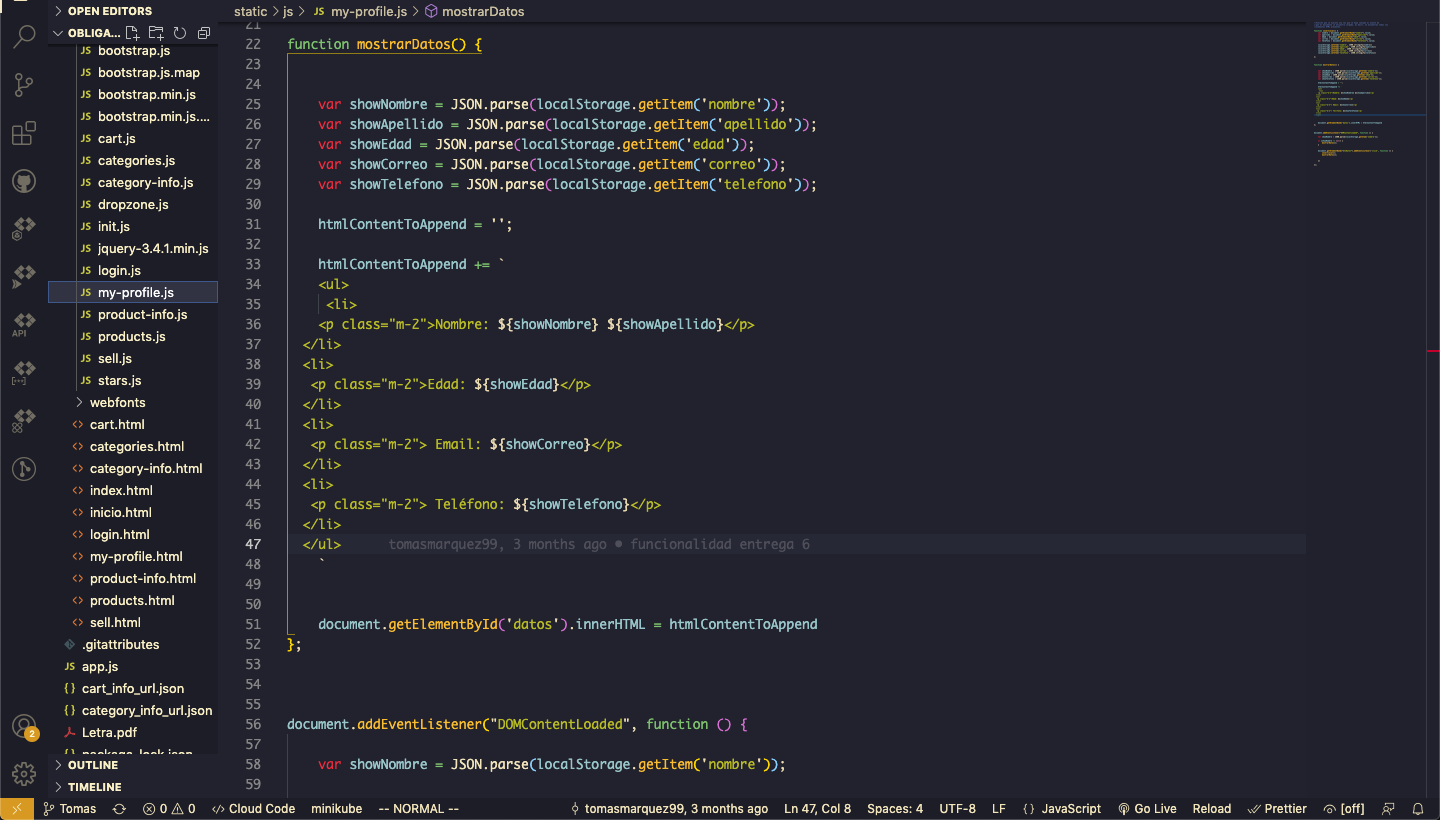 OPEN EDITORS
OBLIGA...
bootstrap.js
bootstrap.js.map
bootstrap.min.js
bootstrap.min.js....
cart.js
categories.js
category-info.js
dropzone.js
init.js
jquery-3.4.1.min.js
login.js
my-profile.js
product-info.js
products.js
sell.js
stars.js
webfonts
cart.html
categories.html
category-info.html
index.html
inicio.html
login.html
my-profile.html
product-info.html
products.html
sell.html
.gitattributes
app.js
cart_info_url.json
category_info_url.json
Letra.pdf
package-lock.json
OUTLINE
TIMELINE
API
2
static > js > JS my-profile.js > mostrarDatos
21
22 function mostrarDatos() {
23
24
25 var showNombre = JSON.parse(localStorage.getItem('nombre'));
26 var showApellido = JSON.parse(localStorage.getItem('apellido'));
27 var showEdad = JSON.parse(localStorage.getItem('edad'));
28 var showCorreo = JSON.parse(localStorage.getItem('correo'));
29 var showTelefono = JSON.parse(localStorage.getItem('telefono'));
30
31 htmlContentToAppend = '';
32
33 htmlContentToAppend += `
34 <ul>
35 <li>
36 <p class="m-2">Nombre: ${showNombre} ${showApellido}</p>
37 </li>
38 <li>
39 <p class="m-2">Edad: ${showEdad}</p>
40 </li>
41 <li>
42 <p class="m-2"> Email: ${showCorreo}</p>
43 </li>
44 <li>
45 <p class="m-2"> Teléfono: ${showTelefono}</p>
46 </li>
47 </ul> tomasmarquez99, 3 months ago • funcionalidad entrega 6
48 `
49
50
51 document.getElementById('datos').innerHTML = htmlContentToAppend
52 };
53
54
55
56 document.addEventListener("DOMContentLoaded", function () {
57
58 var showNombre = JSON.parse(localStorage.getItem('nombre'));
59
Tomas 0 0 Cloud Code minikube -- NORMAL -- tomasmarquez99, 3 months ago Ln 47, Col 8 Spaces: 4 UTF-8 LF {} JavaScript Go Live Reload Prettier [off]